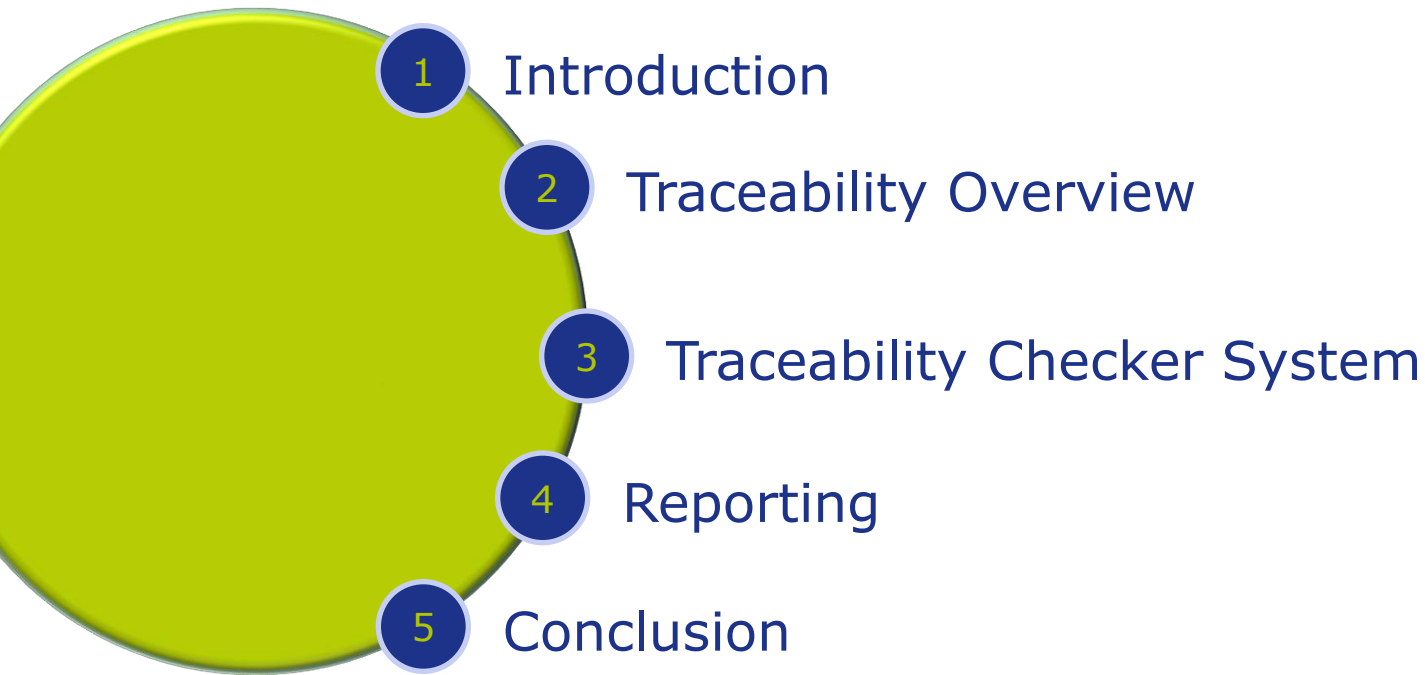 1 Introduction
2 Traceability Overview
3 Traceability Checker System
4 Reporting
5 Conclusion